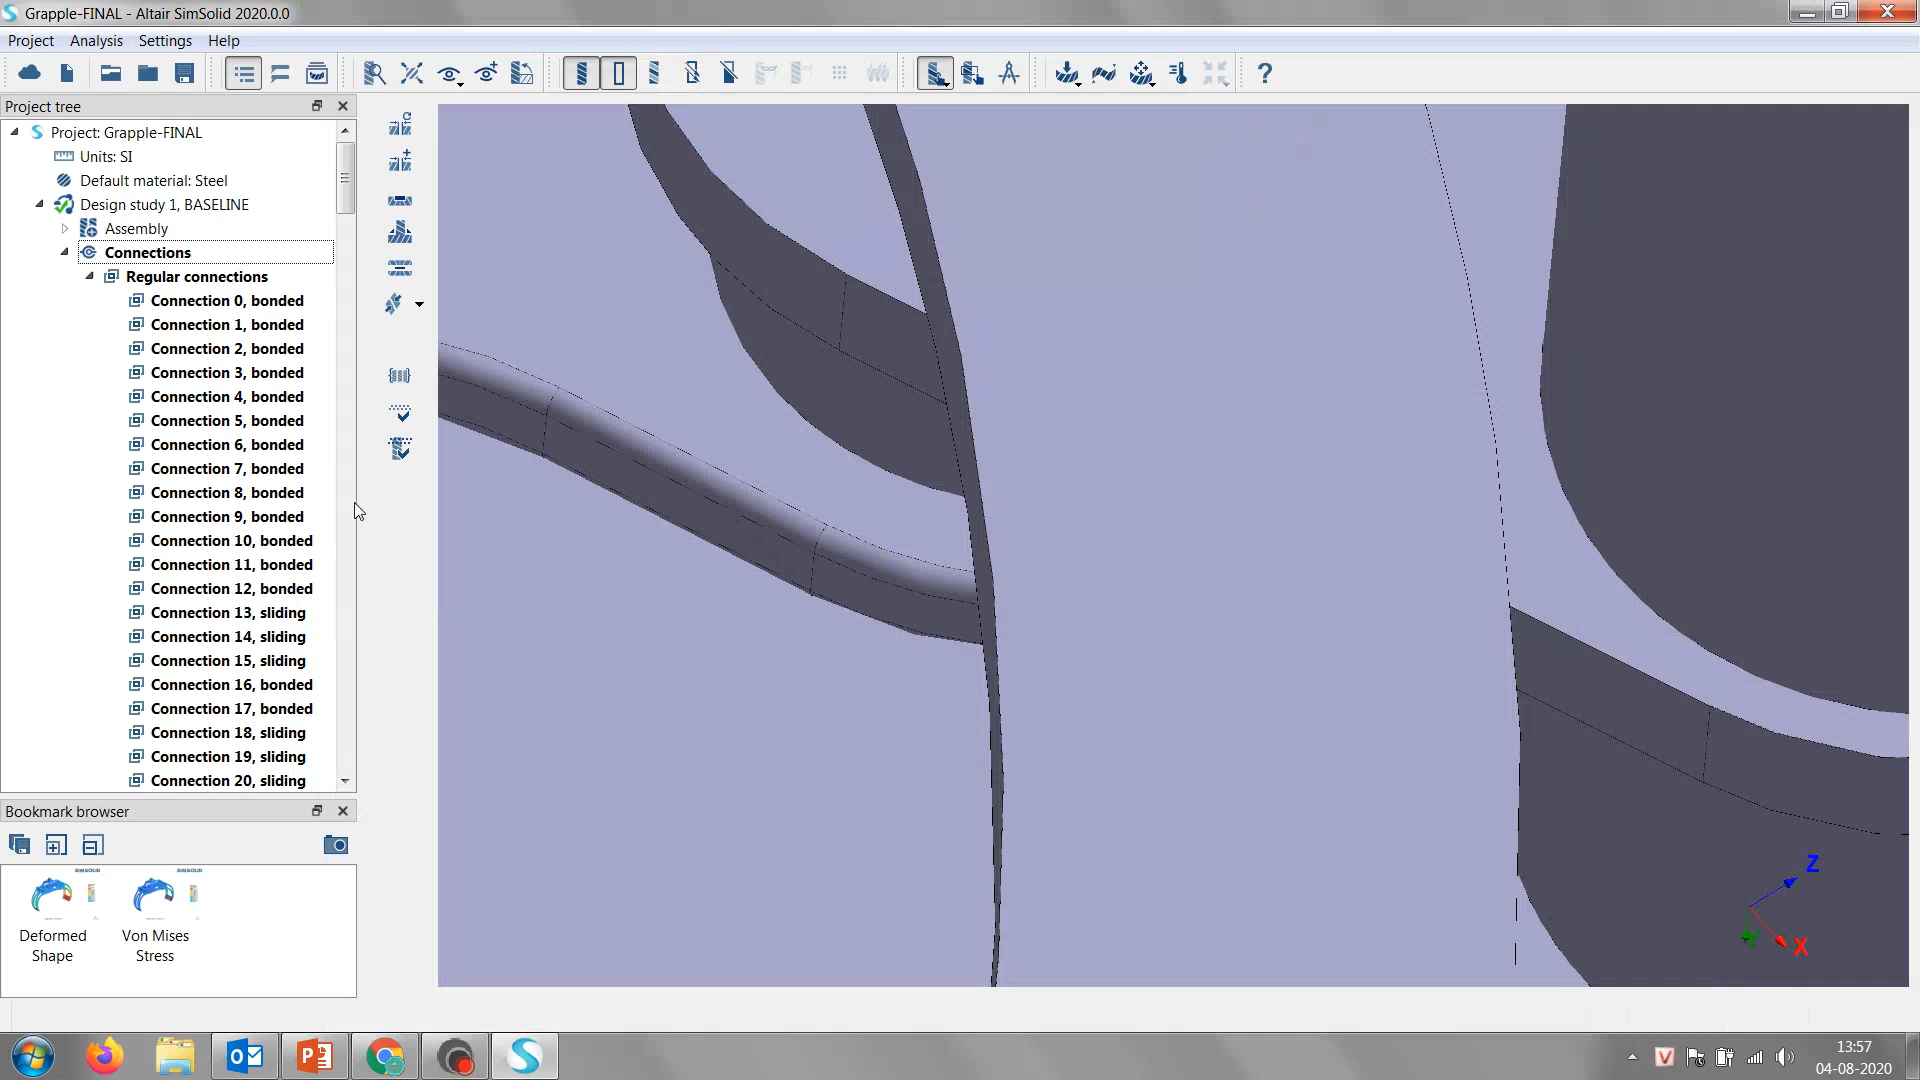 Grapple-FINAL - Altair SimSolid 2020.0.0
Project Analysis Settings Help
Project tree
Project: Grapple-FINAL
Units: SI
Default material: Steel
Design study 1, BASELINE
Assembly
Connections
Regular connections
Connection 0, bonded
Connection 1, bonded
Connection 2, bonded
Connection 3, bonded
Connection 4, bonded
Connection 5, bonded
Connection 6, bonded
Connection 7, bonded
Connection 8, bonded
Connection 9, bonded
Connection 10, bonded
Connection 11, bonded
Connection 12, bonded
Connection 13, sliding
Connection 14, sliding
Connection 15, sliding
Connection 16, bonded
Connection 17, bonded
Connection 18, sliding
Connection 19, sliding
Connection 20, sliding
Bookmark browser
SIMSOLID SIMSOLID
Deformed Shape
Von Mises Stress
Z
Y
X
13:57
04-08-2020